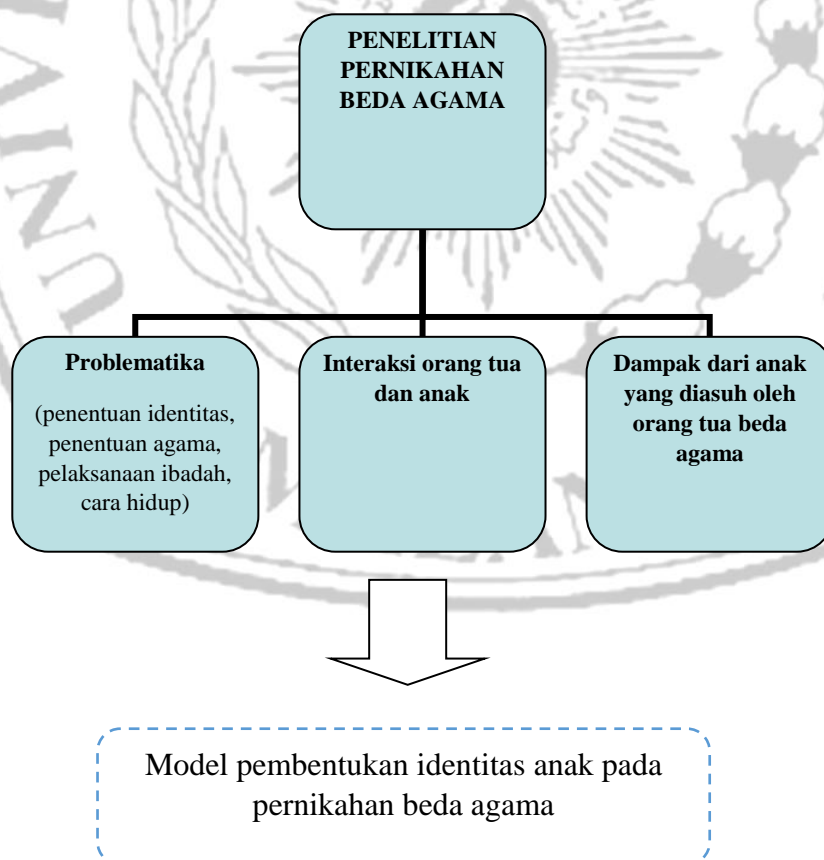 PENELITIAN
PERNIKAHAN
BEDA AGAMA
Problematika
(penentuan identitas,
penentuan agama,
pelaksanaan ibadah,
cara hidup)
Interaksi orang tua
dan anak
Dampak dari anak
yang diasuh oleh
orang tua beda
agama
Model pembentukan identitas anak pada
pernikahan beda agama